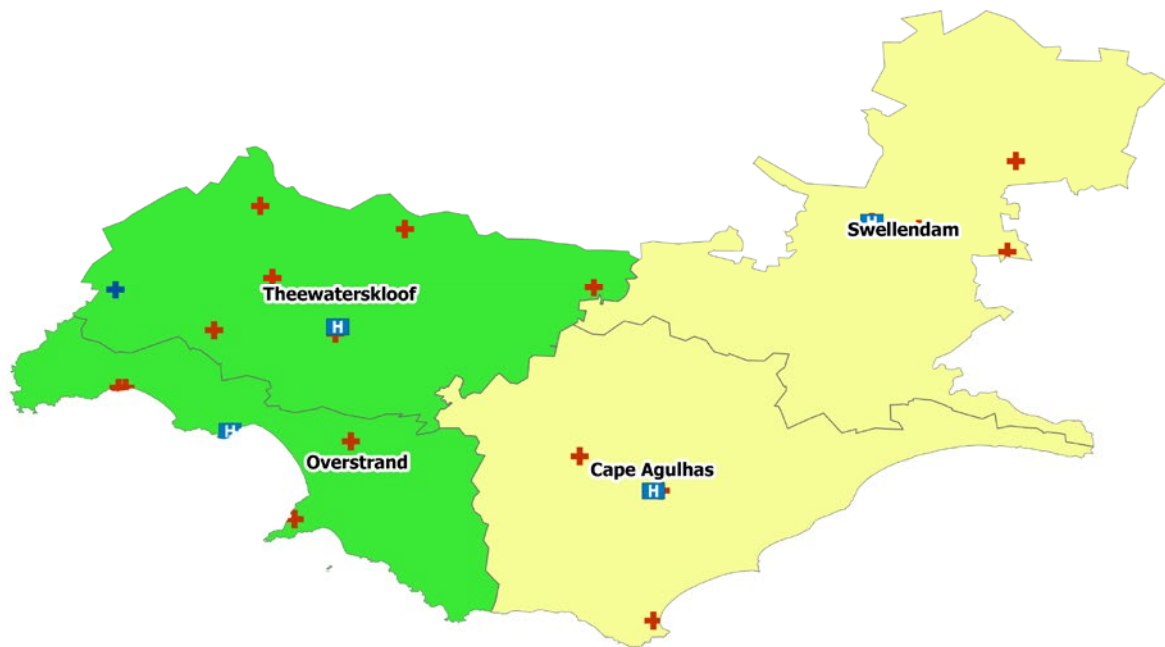 H
Swellendam
Theewaterskloof
H
H
Overstrand
Cape Agulhas
H